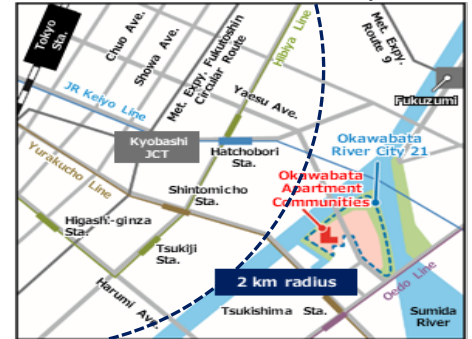 Tokyo
Sta.
Chuo Ave.
Showa Ave.
Met. Expy. Fukutoshin
Circular Route
Hibiya Line
Met. Expy.
Route 9
Fukuzumi
JR Keiyo Line
Yaesu Ave.
Kyobashi
JCT
Hatchobori
Sta.
Okawabata
River City 21
Yurakucho Line
Okawabata
Apartment
Communities
Shintomicho
Sta.
Higashi-ginza
Sta.
Tsukiji
Sta.
2 km radius
Harumi Ave.
Tsukishima Sta.
Oedo Line
Sumida
River